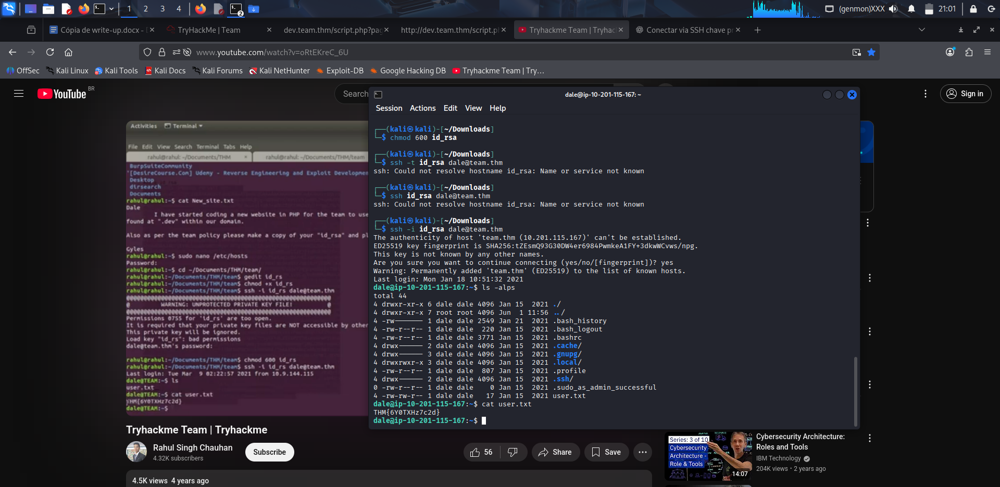 1 2 3 4
2
(genmon)XXX
21:01
Cópia de write-up.docx -
TryHackMe | Team
dev.team.thm/script.php?pag
http://dev.team.thm/script.pl
Tryhackme Team | Tryhac
Conectar via SSH chave pr
www.youtube.com/watch?v=oRtEKreC_6U
OffSec
Kali Linux
Kali Tools
Kali Docs
Kali Forums
Kali NetHunter
Exploit-DB
Google Hacking DB
Tryhackme Team | Try…
YouTube BR
Search
Sign in
Activities
Terminal
File Edit View Search Terminal Tabs Help
rahul@rahul: ~/Documents/THM
rahul@rahul: ~/Documents/THM/team
BurpSuiteCommunity
'[DesireCourse.Com] Udemy - Reverse Engineering and Exploit Developmen
Desktop
dirsearch
Documents
rahul@rahul:~$ cat New_site.txt
Dale
I have started coding a new website in PHP for the team to use
found at ".dev" within our domain.
Also as per the team policy please make a copy of your "id_rsa" and pl
Gyles
rahul@rahul:~$ sudo nano /etc/hosts
Password:
rahul@rahul:~$ cd ~/Documents/THM/team/
rahul@rahul:~/Documents/THM/team$ gedit id_rs
rahul@rahul:~/Documents/THM/team$ chmod +x id_rs
rahul@rahul:~/Documents/THM/team$ ssh -i id_rs dale@team.thm
@@@@@@@@@@@@@@@@@@@@@@@@@@@@@@@@@@@@@@@@@@@@@@@@@@@@@@@@@@@
@ WARNING: UNPROTECTED PRIVATE KEY FILE! @
@@@@@@@@@@@@@@@@@@@@@@@@@@@@@@@@@@@@@@@@@@@@@@@@@@@@@@@@@@@
Permissions 0755 for 'id_rs' are too open.
It is required that your private key files are NOT accessible by other
This private key will be ignored.
Load key "id_rs": bad permissions
dale@team.thm's password:
rahul@rahul:~/Documents/THM/team$ chmod 600 id_rs
rahul@rahul:~/Documents/THM/team$ ssh -i id_rs dale@team.thm
Last login: Tue Mar  9 02:22:57 2021 from 10.9.144.115
dale@TEAM:~$ ls
user.txt
dale@TEAM:~$ cat user.txt
THM{6Y0TXHz7c2d}
dale@TEAM:~$
dale@ip-10-201-115-167: ~
Session Actions Edit View Help
┌──(kali㉿kali)-[~/Downloads]
└─$ chmod 600 id_rsa
┌──(kali㉿kali)-[~/Downloads]
└─$ ssh -t id_rsa dale@team.thm
ssh: Could not resolve hostname id_rsa: Name or service not known
┌──(kali㉿kali)-[~/Downloads]
└─$ ssh id_rsa dale@team.thm
ssh: Could not resolve hostname id_rsa: Name or service not known
┌──(kali㉿kali)-[~/Downloads]
└─$ ssh -i id_rsa dale@team.thm
The authenticity of host 'team.thm (10.201.115.167)' can't be established.
ED25519 key fingerprint is SHA256:tZEsmQ93G30DW4er6984PwmkeA1FY+3dkwWCvws/npg.
This key is not known by any other names.
Are you sure you want to continue connecting (yes/no/[fingerprint])? yes
Warning: Permanently added 'team.thm' (ED25519) to the list of known hosts.
Last login: Mon Jan 18 10:51:32 2021
dale@ip-10-201-115-167:~$ ls -alps
total 44
4 drwxr-xr-x 6 dale dale 4096 Jan 15  2021 ./
4 drwxr-xr-x 7 root root 4096 Jun  1 11:56 ../
4 -rw------- 1 dale dale 2549 Jan 21  2021 .bash_history
4 -rw-r--r-- 1 dale dale  220 Jan 15  2021 .bash_logout
4 -rw-r--r-- 1 dale dale 3771 Jan 15  2021 .bashrc
4 drwx------ 2 dale dale 4096 Jan 15  2021 .cache/
4 drwx------ 3 dale dale 4096 Jan 15  2021 .gnupg/
4 drwxrwxr-x 3 dale dale 4096 Jan 15  2021 .local/
4 -rw-r--r-- 1 dale dale  807 Jan 15  2021 .profile
4 drwx------ 2 dale dale 4096 Jan 15  2021 .ssh/
0 -rw-r--r-- 1 dale dale    0 Jan 15  2021 .sudo_as_admin_successful
4 -rw-rw-r-- 1 dale dale   17 Jan 15  2021 user.txt
dale@ip-10-201-115-167:~$ cat user.txt
THM{6Y0TXHz7c2d}
dale@ip-10-201-115-167:~$
Tryhackme Team | Tryhackme
Rahul Singh Chauhan
4.32K subscribers
Subscribe
56
Share
Save
4.5K views 4 years ago
Series: 3 of 10
Cybersecurity
Architecture -
Role & Tools
14:07
Cybersecurity Architecture:
Roles and Tools
IBM Technology
204K views • 2 years ago